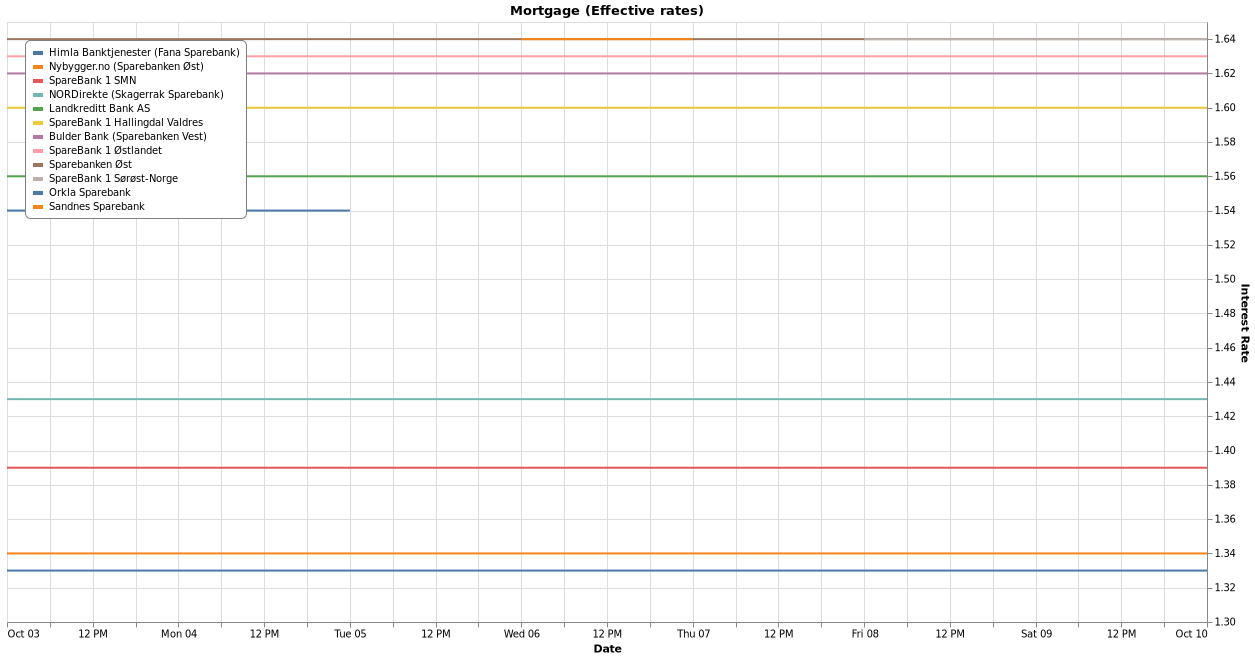 Mortgage (Effective rates)
Himla Banktjenester (Fana Sparebank)
Nybygger.no (Sparebanken Øst)
SpareBank 1 SMN
NORDirekte (Skagerrak Sparebank)
Landkreditt Bank AS
SpareBank 1 Hallingdal Valdres
Bulder Bank (Sparebanken Vest)
SpareBank 1 Østlandet
Sparebanken Øst
SpareBank 1 Sørøst-Norge
Orkla Sparebank
Sandnes Sparebank
1.64
1.62
1.60
1.58
1.56
1.54
1.52
1.50
1.48
1.46
1.44
1.42
1.40
1.38
1.36
1.34
1.32
1.30
Interest Rate
Oct 03 12 PM Mon 04 12 PM Tue 05 12 PM Wed 06 12 PM Thu 07 12 PM Fri 08 12 PM Sat 09 12 PM Oct 10
Date